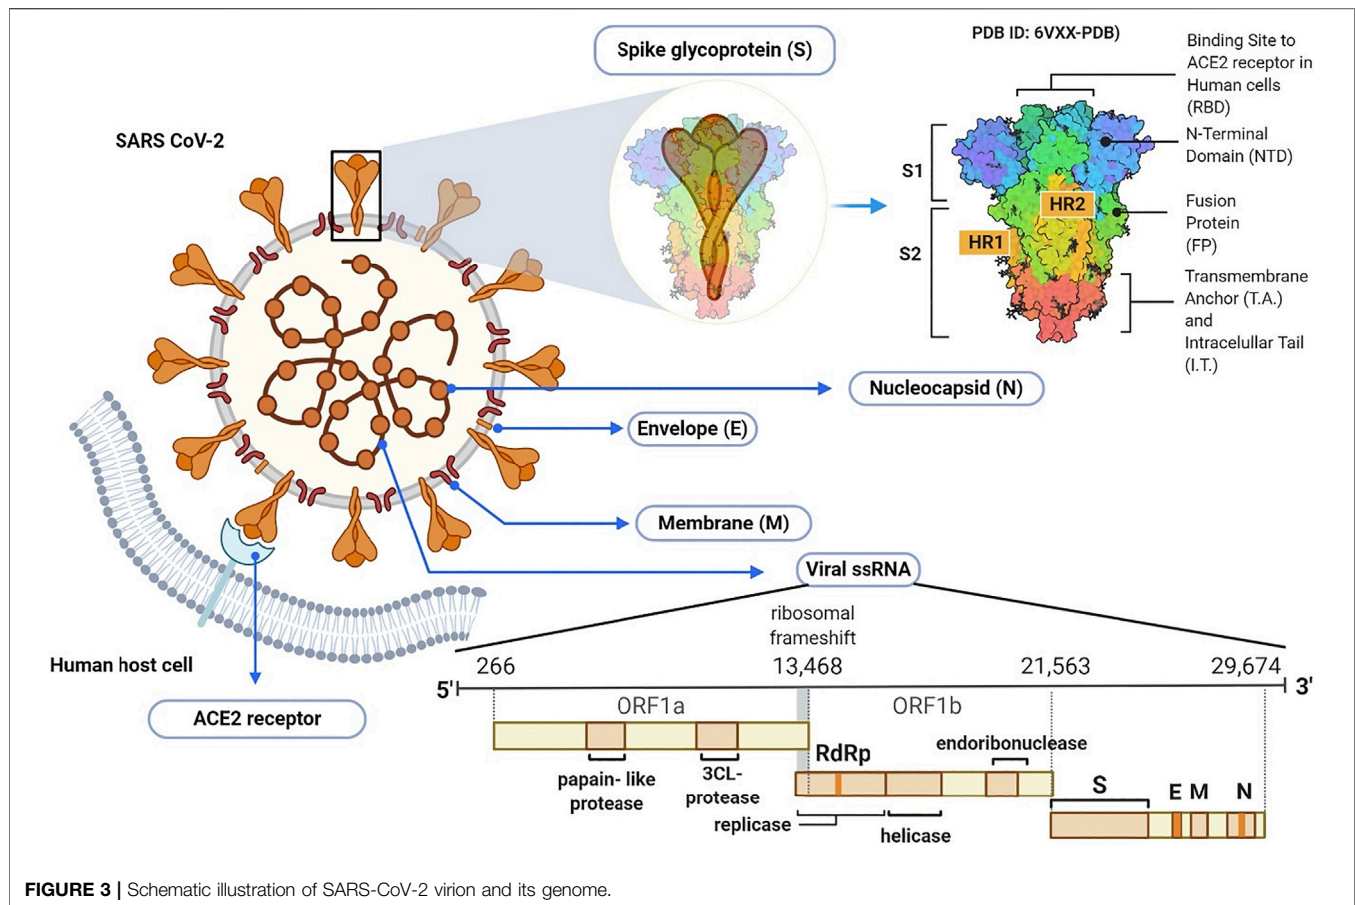 Spike glycoprotein (S)
PDB ID: 6VXX-PDB)
Binding Site to
ACE2 receptor in
Human cells
(RBD)
SARS CoV-2
N-Terminal
Domain (NTD)
S1
HR2
Fusion
Protein
(FP)
HR1
S2
Transmembrane
Anchor (T.A.)
and
Intracelullar Tail
(I.T.)
Nucleocapsid (N)
Envelope (E)
Membrane (M)
Viral ssRNA
ribosomal
frameshift
Human host cell
ACE2 receptor
266 13,468 21,563 29,674
5' 3'
ORF1a ORF1b
RdRp
endoribonuclease
papain- like
protease
3CL-
protease
replicase
helicase
S E M N
FIGURE 3 | Schematic illustration of SARS-CoV-2 virion and its genome.